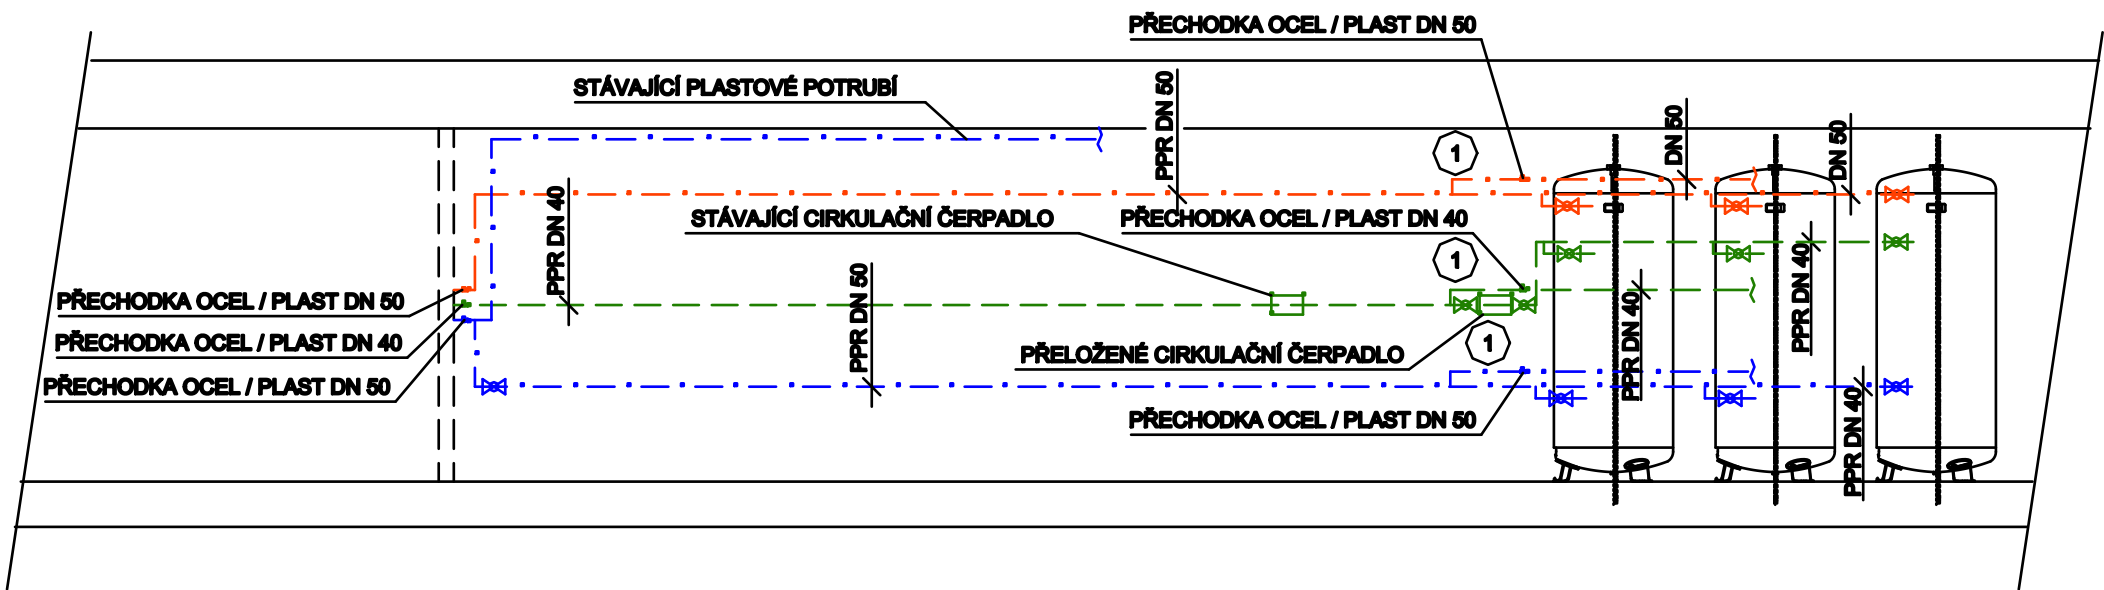 PŘECHODKA OCEL / PLAST DN 50
STÁVAJÍCÍ PLASTOVÉ POTRUBÍ
PPR DN 50
DN 50
DN 50
1
PPR DN 40
STÁVAJÍCÍ CIRKULAČNÍ ČERPADLO
PŘECHODKA OCEL / PLAST DN 40
1
PPR DN 40
PŘECHODKA OCEL / PLAST DN 50
PPR DN 50
PPR DN 40
PŘECHODKA OCEL / PLAST DN 40
PŘELOŽENÉ CIRKULAČNÍ ČERPADLO
1
PŘECHODKA OCEL / PLAST DN 50
PŘECHODKA OCEL / PLAST DN 50
PPR DN 40